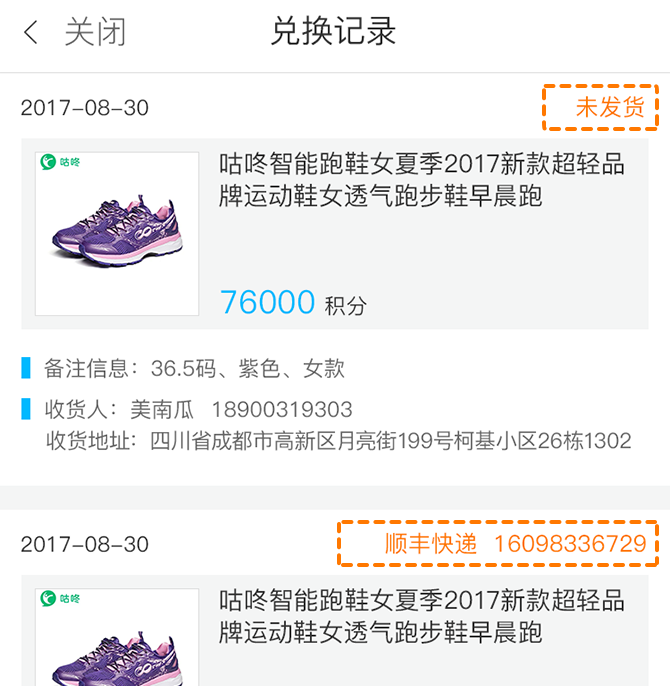 关闭
兑换记录
2017-08-30
未发货
咕咚
咕咚智能跑鞋女夏季2017新款超轻品
牌运动鞋女透气跑步鞋早晨跑
76000 积分
备注信息：36.5码、紫色、女款
收货人：美南瓜 18900319303
收货地址：四川省成都市高新区月亮街199号柯基小区26栋1302
2017-08-30
顺丰快递 16098336729
咕咚
咕咚智能跑鞋女夏季2017新款超轻品
牌运动鞋女透气跑步鞋早晨跑